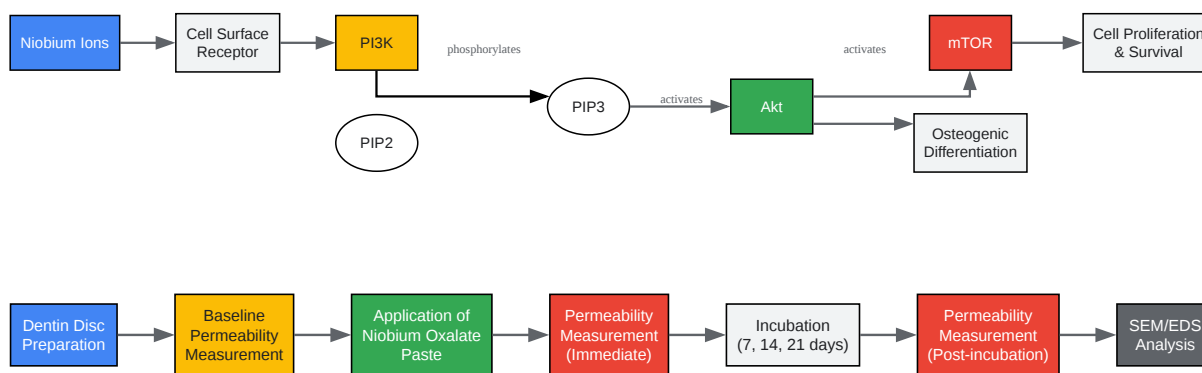 Niobium Ions
Cell Surface
Receptor
PI3K
phosphorylates
activates
mTOR
Cell Proliferation
& Survival
PIP2
PIP3
activates
Akt
Osteogenic
Differentiation
Dentin Disc
Preparation
Baseline
Permeability
Measurement
Application of
Niobium Oxalate
Paste
Permeability
Measurement
(Immediate)
Incubation
(7, 14, 21 days)
Permeability
Measurement
(Post-incubation)
SEM/EDS
Analysis